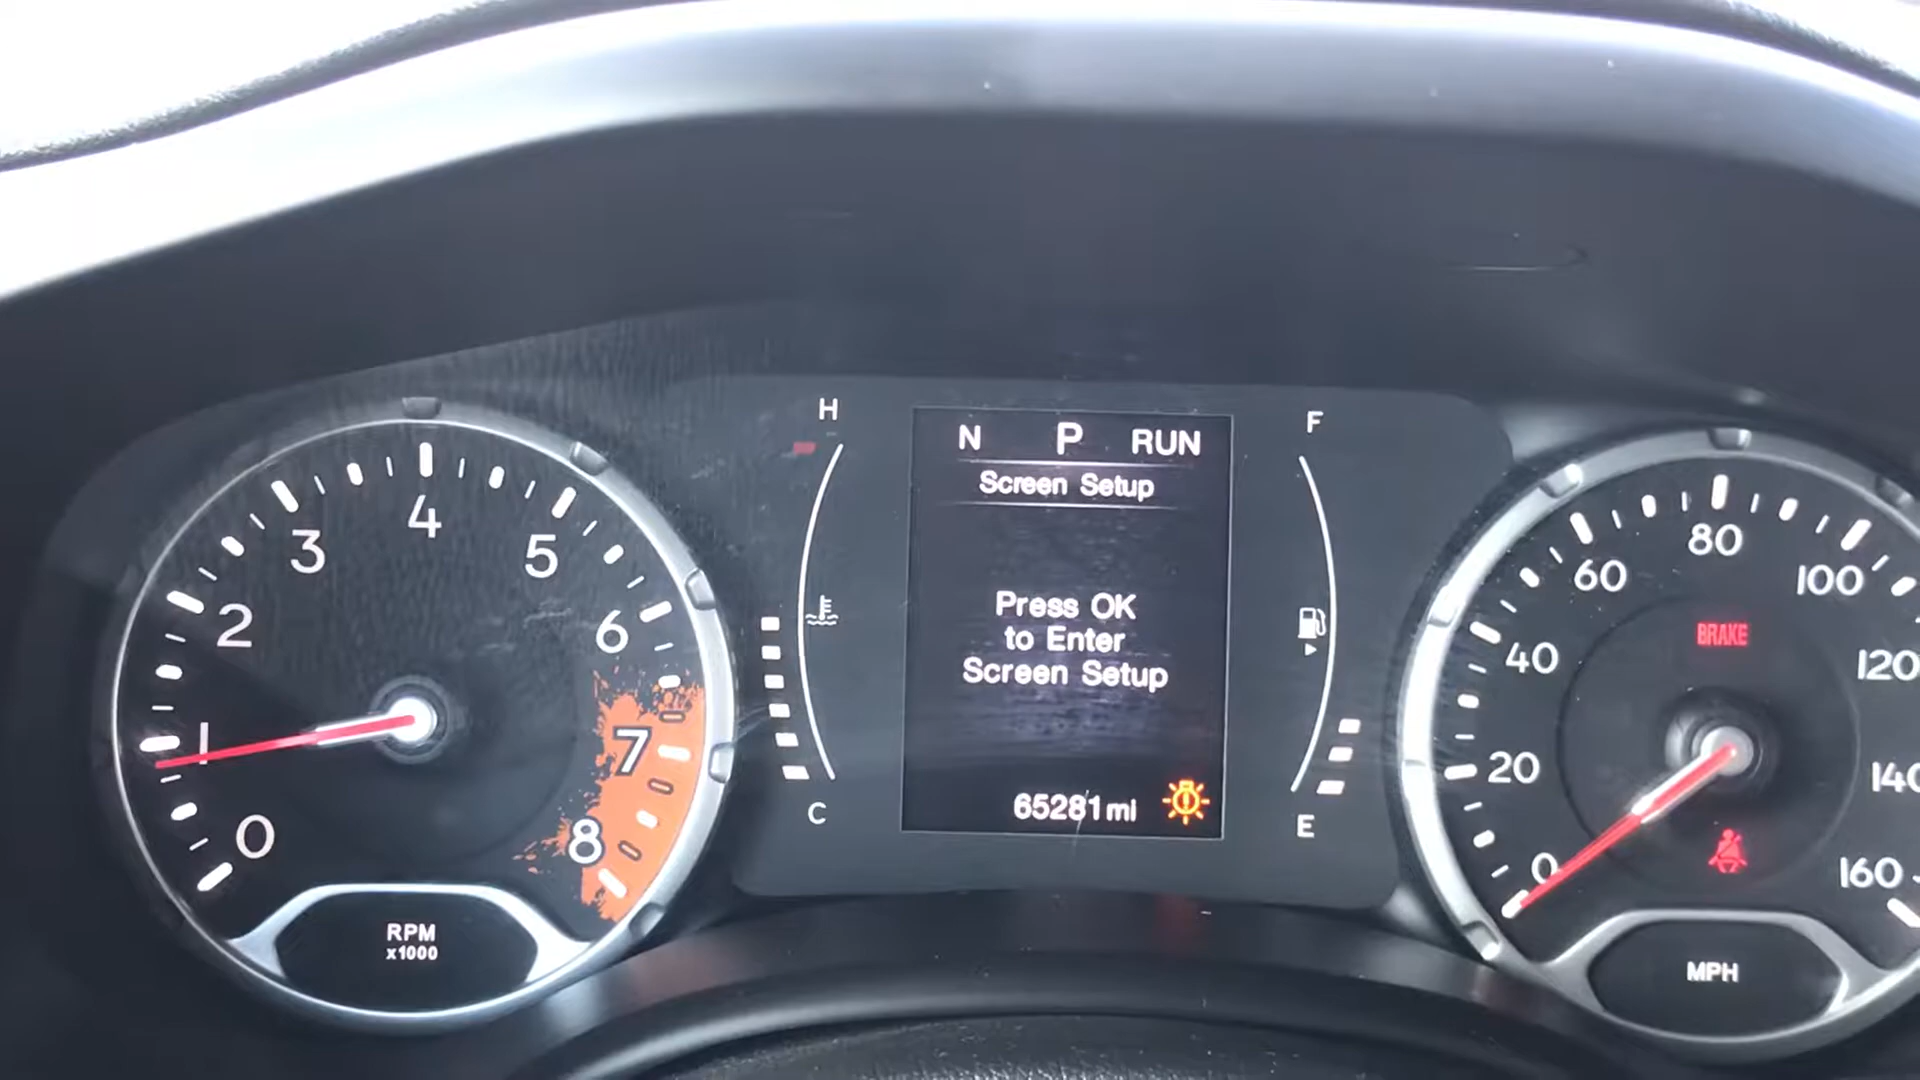 H
N P RUN
F
Screen Setup
0 1 2 3 4 5 6 7 8
Press OK
to Enter
Screen Setup
65281 mi
C
E
RPM
x1000
0 20 40 60 80 100 120 140 160
BRAKE
MPH